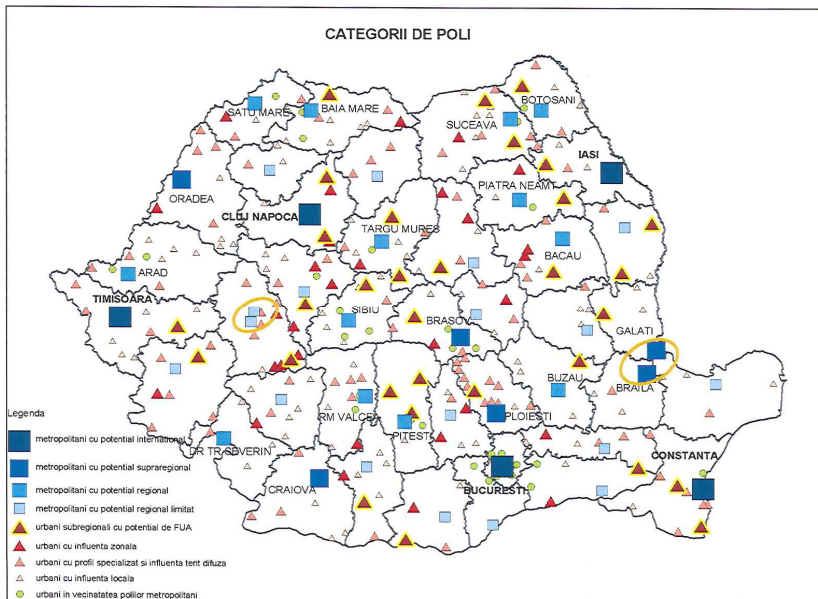 CATEGORII DE POLI
SATU MARE
BAIA MARE
BOTOSANI
SUCEAVA
IASI
ORADEA
PIATRA NEAMT
CLUJ NAPOCA
TARGU MURES
BACAU
ARAD
TIMISOARA
SIBIU
BRASOV
GALATI
BUZAU
BRAILA
RM VALCEA
PITESTI
PLOIESTI
DR TR SEVERIN
CONSTANTA
CRAIOVA
BUCURESTI
Legenda
metropolitani cu potential international
metropolitani cu potential supraregional
metropolitani cu potential regional
metropolitani cu potential regional limitat
urbani subregionali cu potential de FUA
urbani cu influenta zonala
urbani cu profil specializat si influenta terit difuza
urbani cu influenta locala
urbani in vecinatatea polilor metropolitani